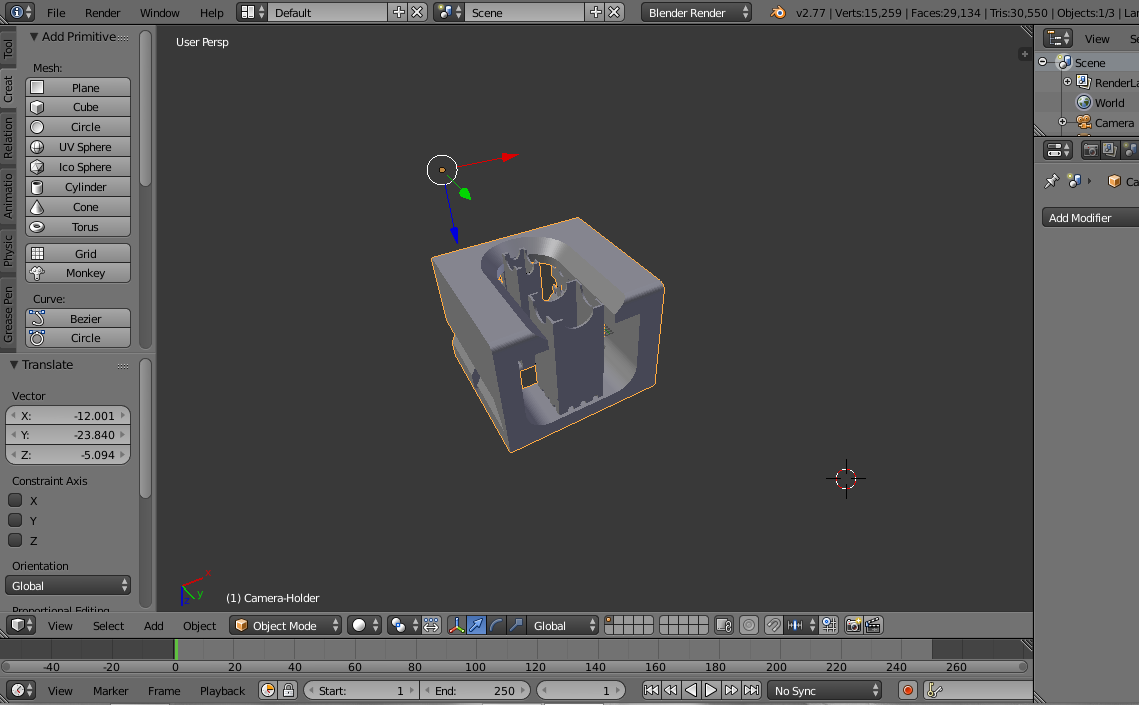 File Render Window Help Default Scene Blender Render v2.77 | Verts:15,259 | Faces:29,134 | Tris:30,550 | Objects:1/3 | Lar
Tool
Creat
Relation
Animatio
Physic
Grease Pen
Add Primitive
Mesh:
Plane
Cube
Circle
UV Sphere
Ico Sphere
Cylinder
Cone
Torus
Grid
Monkey
Curve:
Bezier
Circle
Translate
Vector
X: -12.001
Y: -23.840
Z: -5.094
Constraint Axis
X
Y
Z
Orientation
Global
Proportional Editing
User Persp
x
y
(1) Camera-Holder
View Se
Scene
RenderLa
World
Camera
Ca
Add Modifier
View Select Add Object Object Mode Global
-40 -20 0 20 40 60 80 100 120 140 160 180 200 220 240 260
View Marker Frame Playback Start: 1 End: 250 1 No Sync